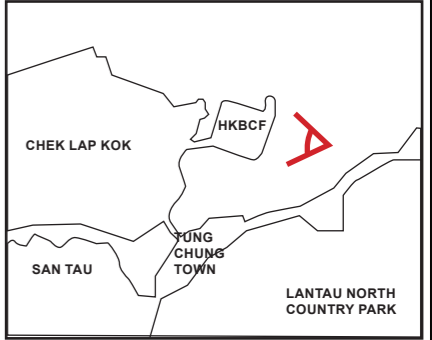 HKBCF
CHEK LAP KOK
TUNG
CHUNG
TOWN
SAN TAU
LANTAU NORTH
COUNTRY PARK